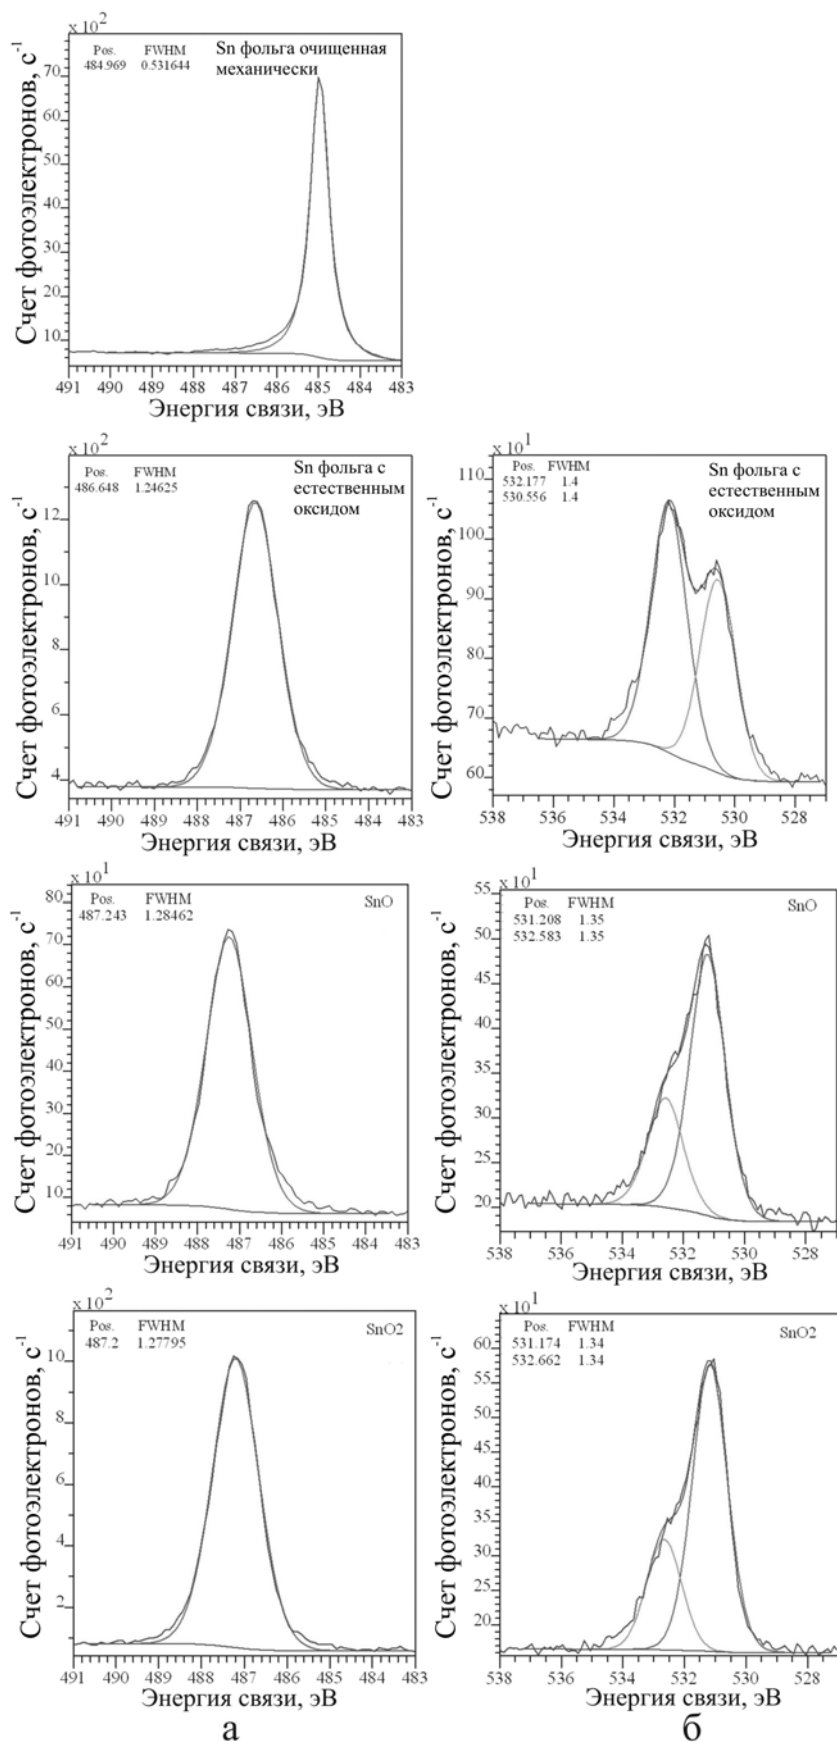 x 10²
Pos. FWHM
484.969 0.531644
Sn фольга очищенная
механически
Счет фотоэлектронов, с⁻¹
70
60
50
40
30
20
10
491 490 489 488 487 486 485 484 483
Энергия связи, эВ
x 10²
Pos. FWHM
486.648 1.24625
Sn фольга с
естественным
оксидом
Счет фотоэлектронов, с⁻¹
12
10
8
6
4
491 490 489 488 487 486 485 484 483
Энергия связи, эВ
x 10¹
Pos. FWHM
532.177 1.4
530.556 1.4
Sn фольга с
естественным
оксидом
Счет фотоэлектронов, с⁻¹
110
100
90
80
70
60
538 536 534 532 530 528
Энергия связи, эВ
x 10¹
Pos. FWHM
487.243 1.28462
SnO
Счет фотоэлектронов, с⁻¹
80
70
60
50
40
30
20
10
491 490 489 488 487 486 485 484 483
Энергия связи, эВ
x 10¹
Pos. FWHM
531.208 1.35
532.583 1.35
SnO
Счет фотоэлектронов, с⁻¹
55
50
45
40
35
30
25
20
538 536 534 532 530 528
Энергия связи, эВ
x 10²
Pos. FWHM
487.2 1.27795
SnO2
Счет фотоэлектронов, с⁻¹
10
8
6
4
2
491 490 489 488 487 486 485 484 483
Энергия связи, эВ
x 10¹
Pos. FWHM
531.174 1.34
532.662 1.34
SnO2
Счет фотоэлектронов, с⁻¹
60
55
50
45
40
35
30
25
20
538 536 534 532 530 528
Энергия связи, эВ
а
б